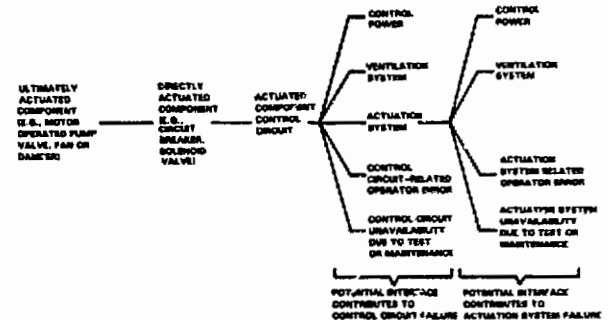 ULTIMATELY
ACTUATED
COMPONENT
(E.G., MOTOR
OPERATED PUMP
VALVE, FAN OR
DAMPER)
DIRECTLY
ACTUATED
COMPONENT
(E.G.,
CIRCUIT
BREAKER,
SOLENOID
VALVE)
ACTUATED
COMPONENT
CONTROL
CIRCUIT
CONTROL
POWER
VENTILATION
SYSTEM
ACTUATION
SYSTEM
CONTROL
CIRCUIT-RELATED
OPERATOR ERROR
CONTROL CIRCUIT
UNAVAILABILITY
DUE TO TEST
OR MAINTENANCE
CONTROL
POWER
VENTILATION
SYSTEM
ACTUATION
SYSTEM RELATED
OPERATOR ERROR
ACTUATION SYSTEM
UNAVAILABILITY
DUE TO TEST OR
MAINTENANCE
POTENTIAL INTERFACE
CONTRIBUTES TO
CONTROL CIRCUIT FAILURE
POTENTIAL INTERFACE
CONTRIBUTES TO
ACTUATION SYSTEM FAILURE